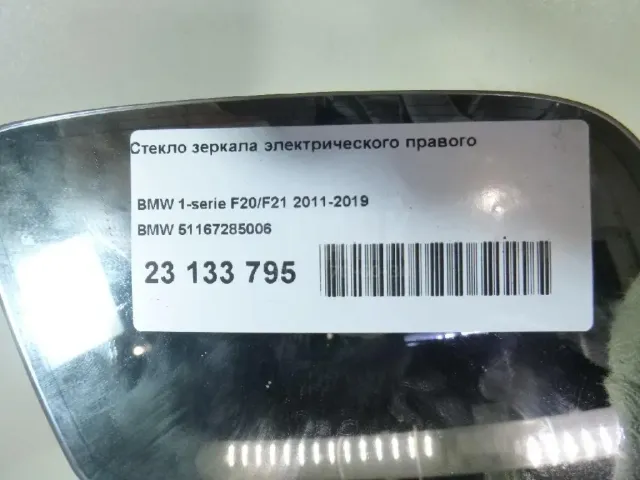 Стекло зеркала электрического правого
BMW 1-serie F20/F21 2011-2019
BMW 51167285006
23 133 795